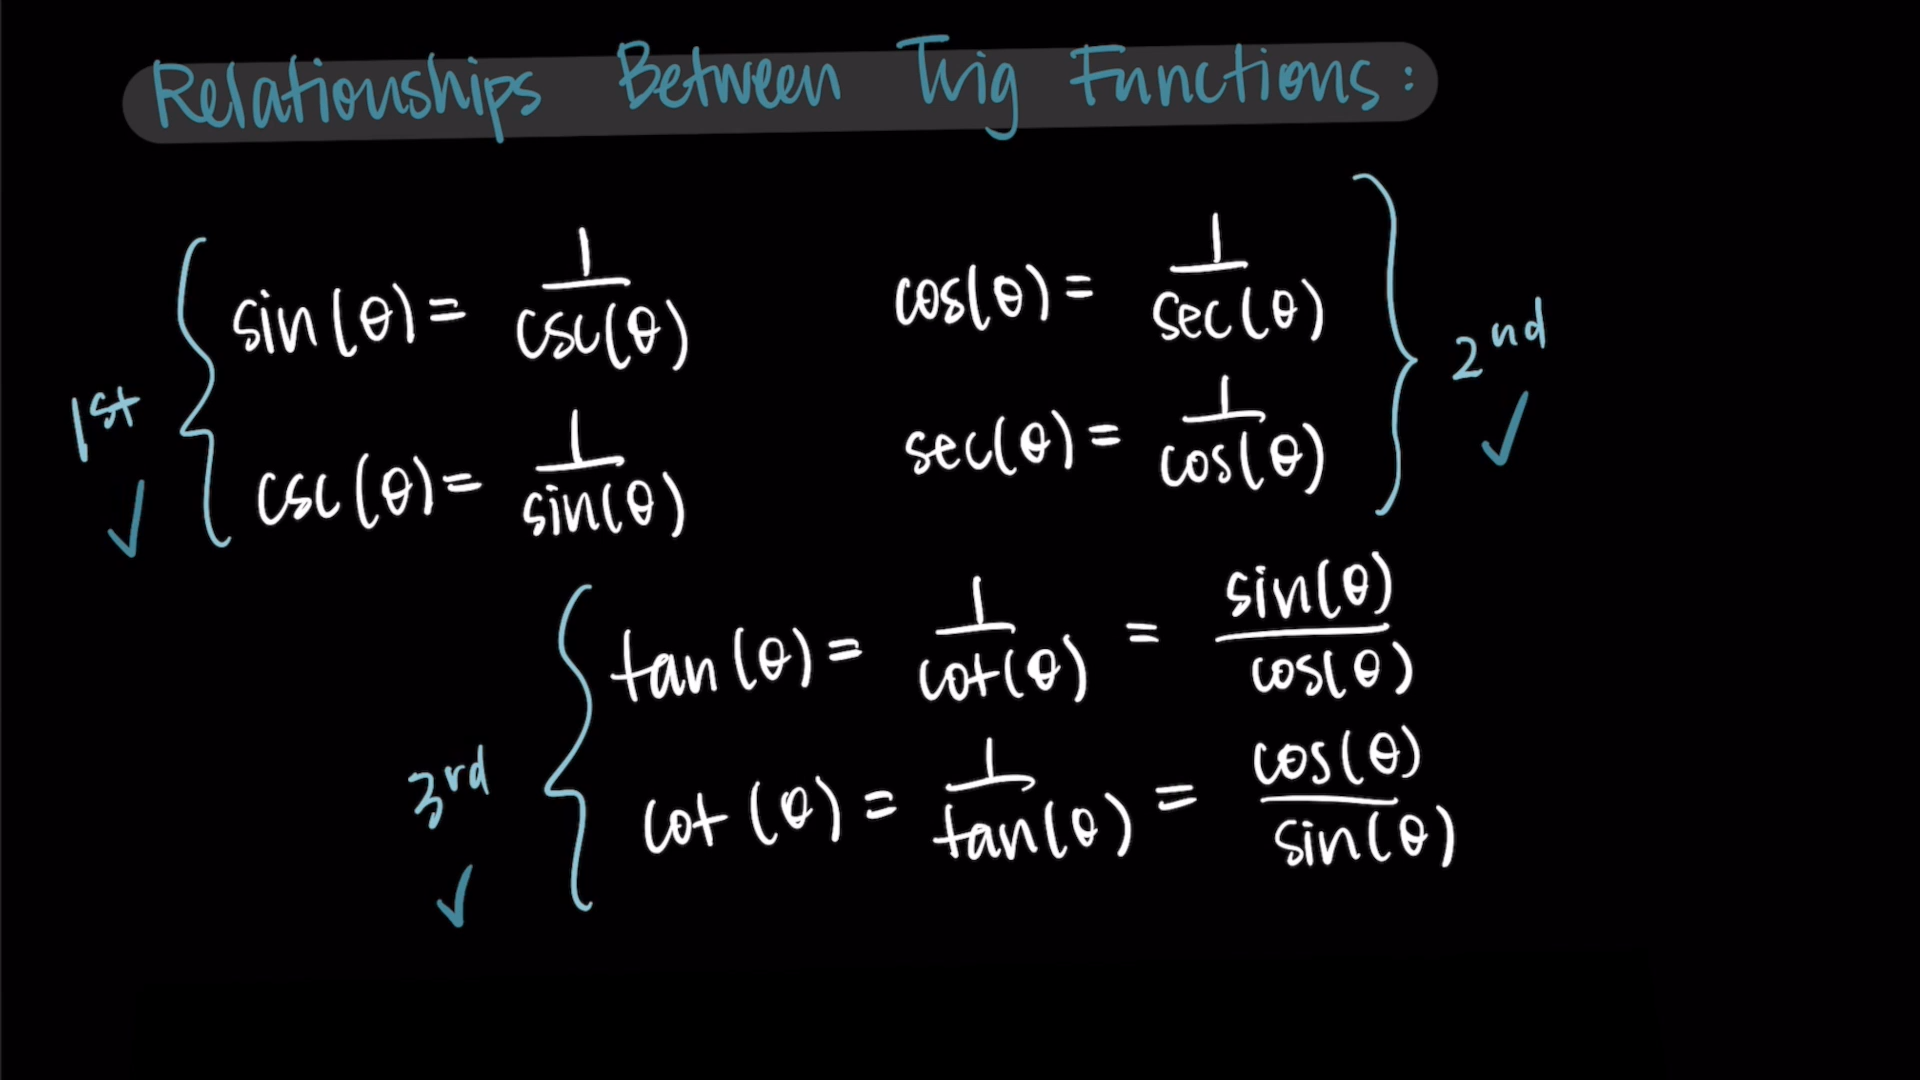 Relationships Between Trig Functions:
1st ✓
sin(θ) = 1/csc(θ)
csc(θ) = 1/sin(θ)
cos(θ) = 1/sec(θ)
sec(θ) = 1/cos(θ)
2nd ✓
3rd ✓
tan(θ) = 1/cot(θ) = sin(θ)/cos(θ)
cot(θ) = 1/tan(θ) = cos(θ)/sin(θ)